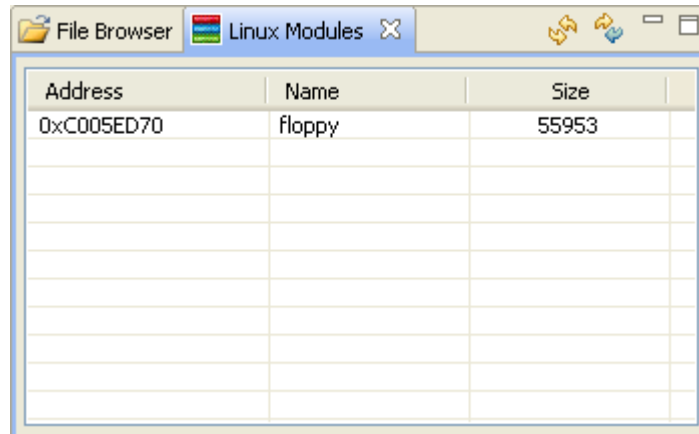 File Browser Linux Modules
Address Name Size
0xC005ED70 floppy 55953